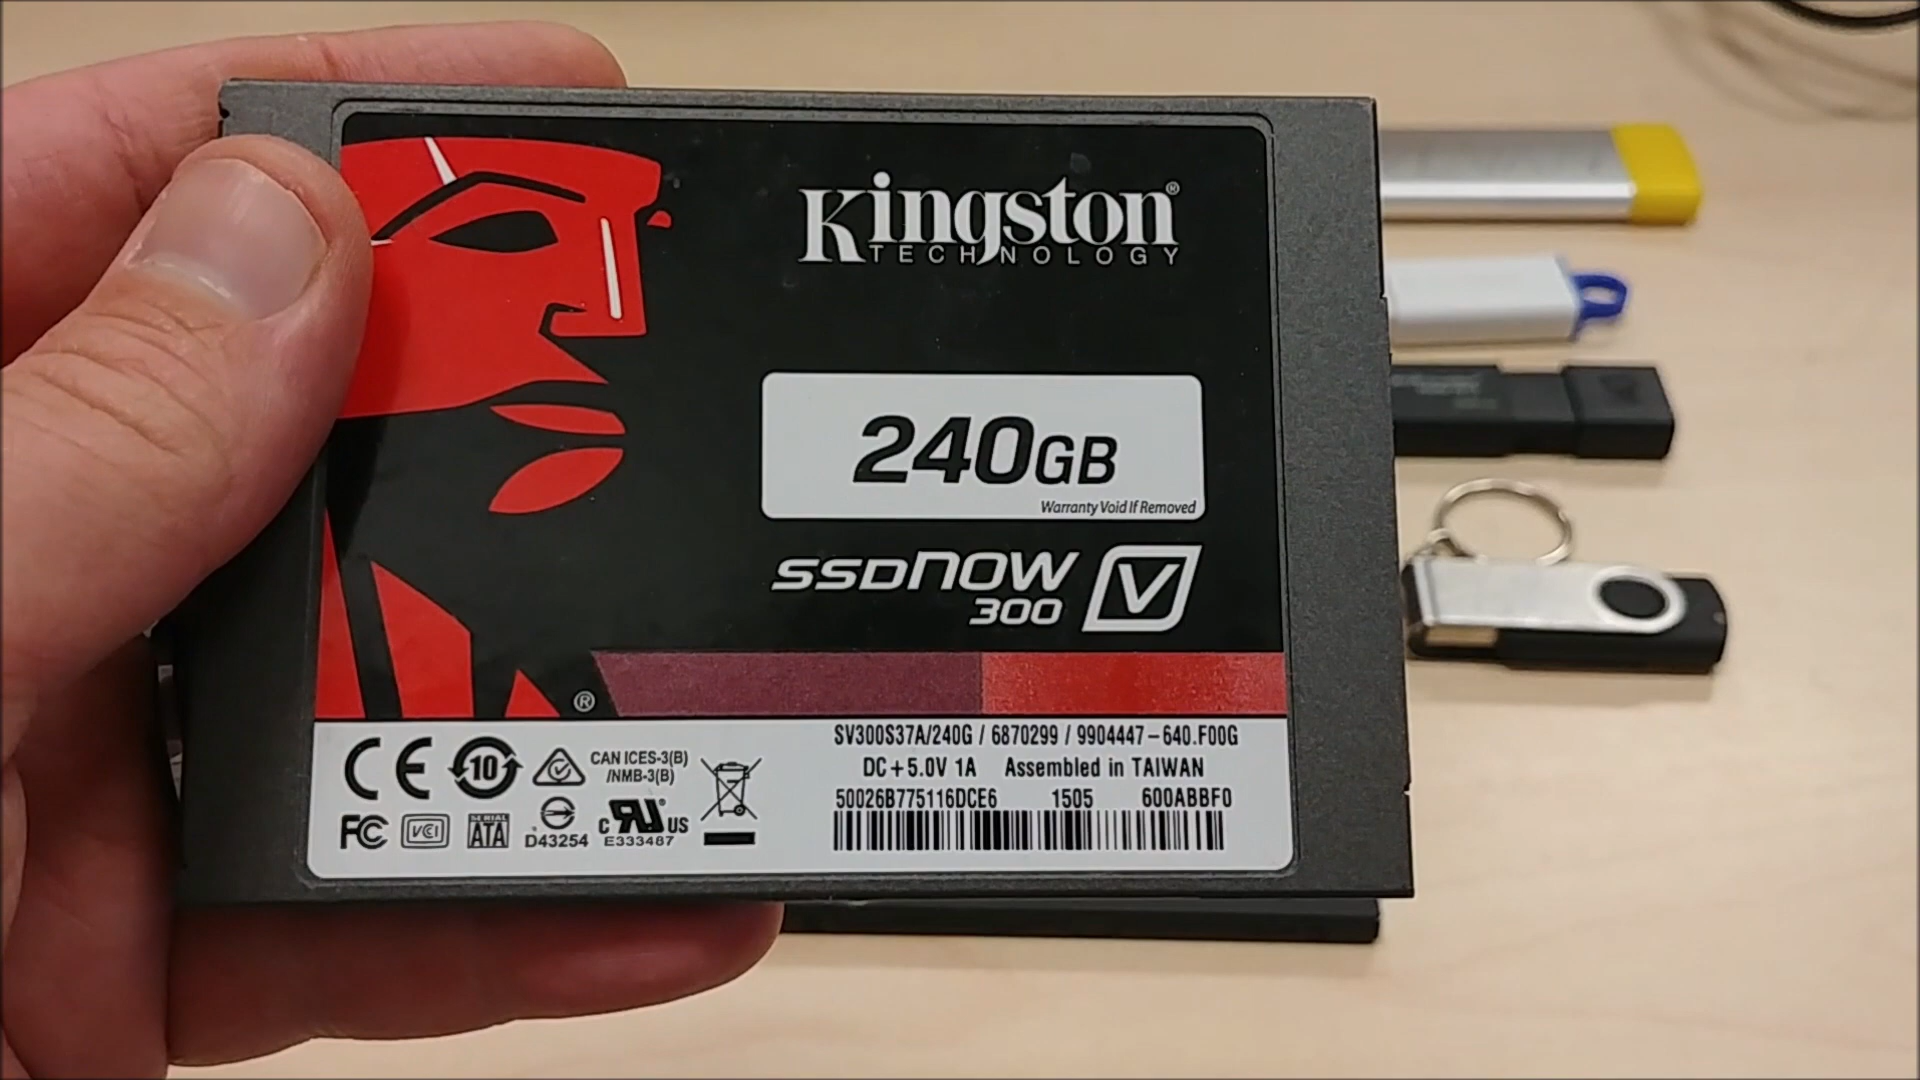 Kingston®
TECHNOLOGY
240GB
Warranty Void If Removed
SSDNOW
300 V
®
CE 10 CAN ICES-3(B)
/NMB-3(B)
FC VCI SERIAL
ATA D43254 c RU® US
E333487
SV300S37A/240G / 6870299 / 9904447-640.F00G
DC+5.0V 1A Assembled in TAIWAN
50026B775116DCE6 1505 600ABBF0